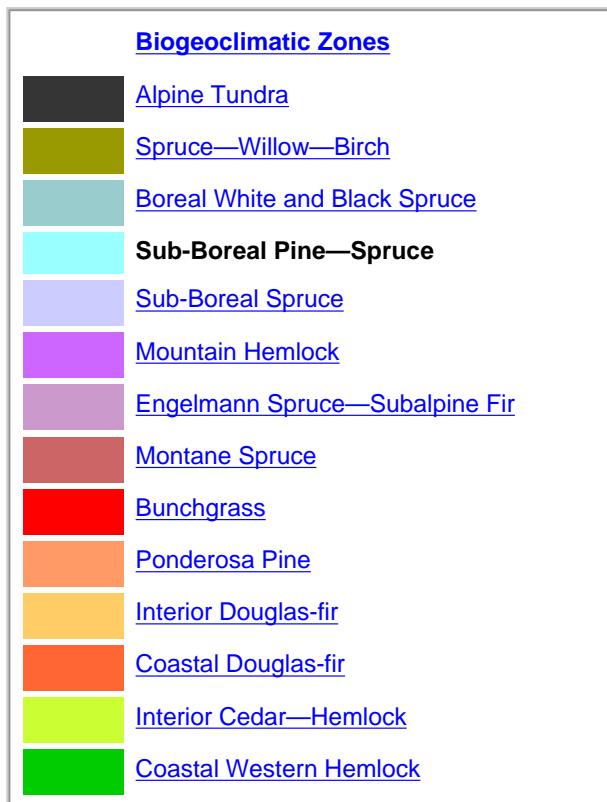 Biogeoclimatic Zones
Alpine Tundra
Spruce—Willow—Birch
Boreal White and Black Spruce
Sub-Boreal Pine—Spruce
Sub-Boreal Spruce
Mountain Hemlock
Engelmann Spruce—Subalpine Fir
Montane Spruce
Bunchgrass
Ponderosa Pine
Interior Douglas-fir
Coastal Douglas-fir
Interior Cedar—Hemlock
Coastal Western Hemlock